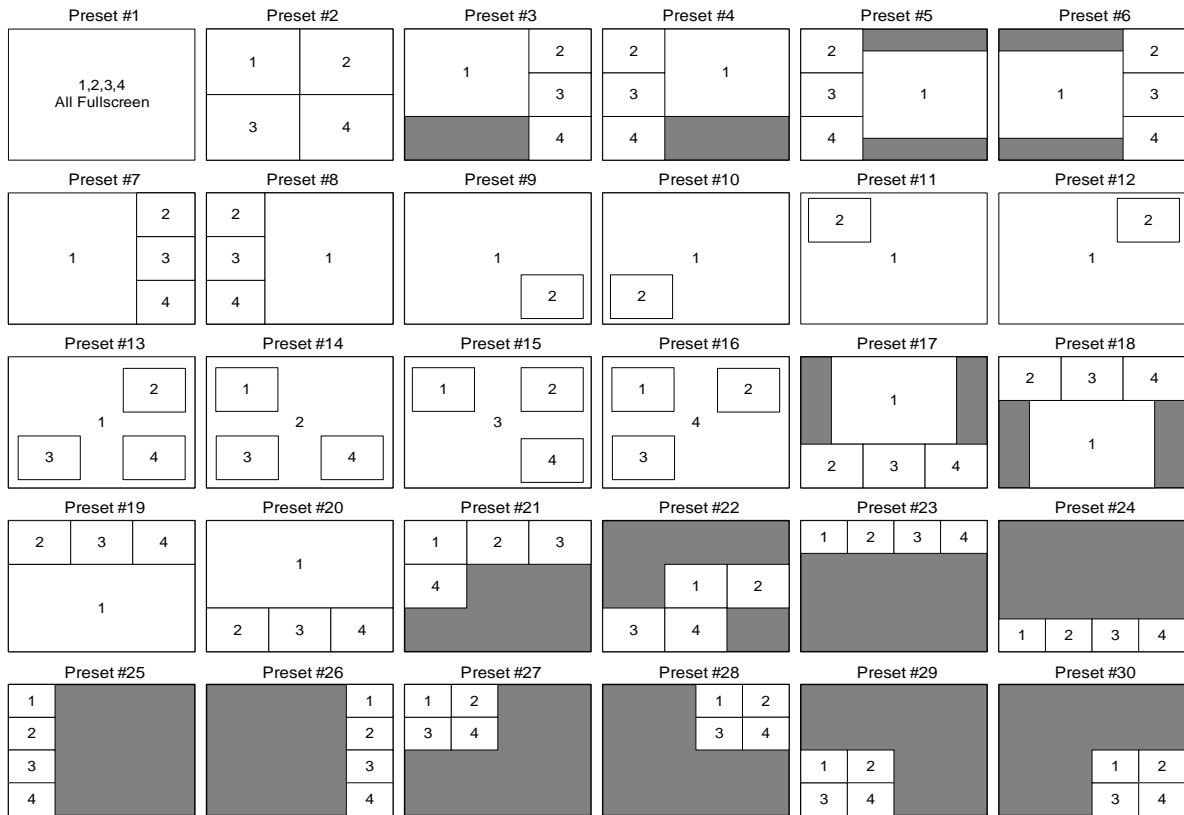 Preset #1
1,2,3,4
All Fullscreen
Preset #2
1 2
3 4
Preset #3
1
2
3
4
Preset #4
2
3
4
1
Preset #5
2
3
4
1
Preset #6
1
2
3
4
Preset #7
1
2
3
4
Preset #8
2
3
4
1
Preset #9
1
2
Preset #10
1
2
Preset #11
2
1
Preset #12
2
1
Preset #13
2
1
3 4
Preset #14
1
2
3 4
Preset #15
1 2
3
4
Preset #16
1 2
4
3
Preset #17
1
2 3 4
Preset #18
2 3 4
1
Preset #19
2 3 4
1
Preset #20
1
2 3 4
Preset #21
1 2 3
4
Preset #22
1 2
3 4
Preset #23
1 2 3 4
Preset #24
1 2 3 4
Preset #25
1
2
3
4
Preset #26
1
2
3
4
Preset #27
1 2
3 4
Preset #28
1 2
3 4
Preset #29
1 2
3 4
Preset #30
1 2
3 4